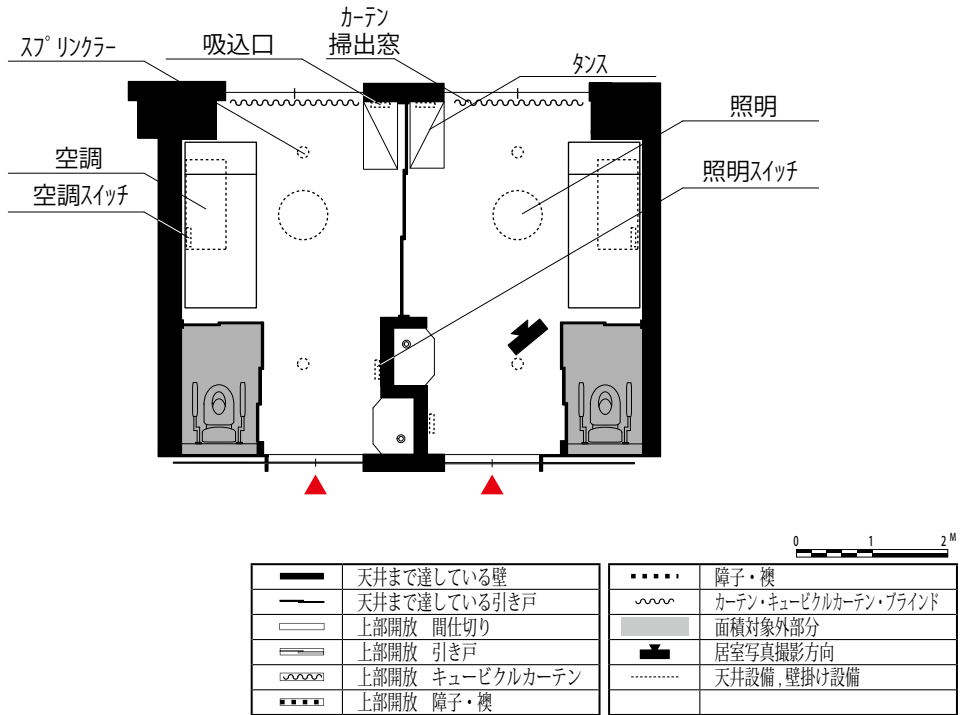 カーテン
スプリンクラー
吸込口
掃出窓
タンス
照明
空調
照明スイッチ
空調スイッチ
0 1 2 M
天井まで達している壁
障子・襖
天井まで達している引き戸
カーテン・キュービクルカーテン・ブラインド
上部開放 間仕切り
面積対象外部分
上部開放 引き戸
居室写真撮影方向
上部開放 キュービクルカーテン
天井設備,壁掛け設備
上部開放 障子・襖